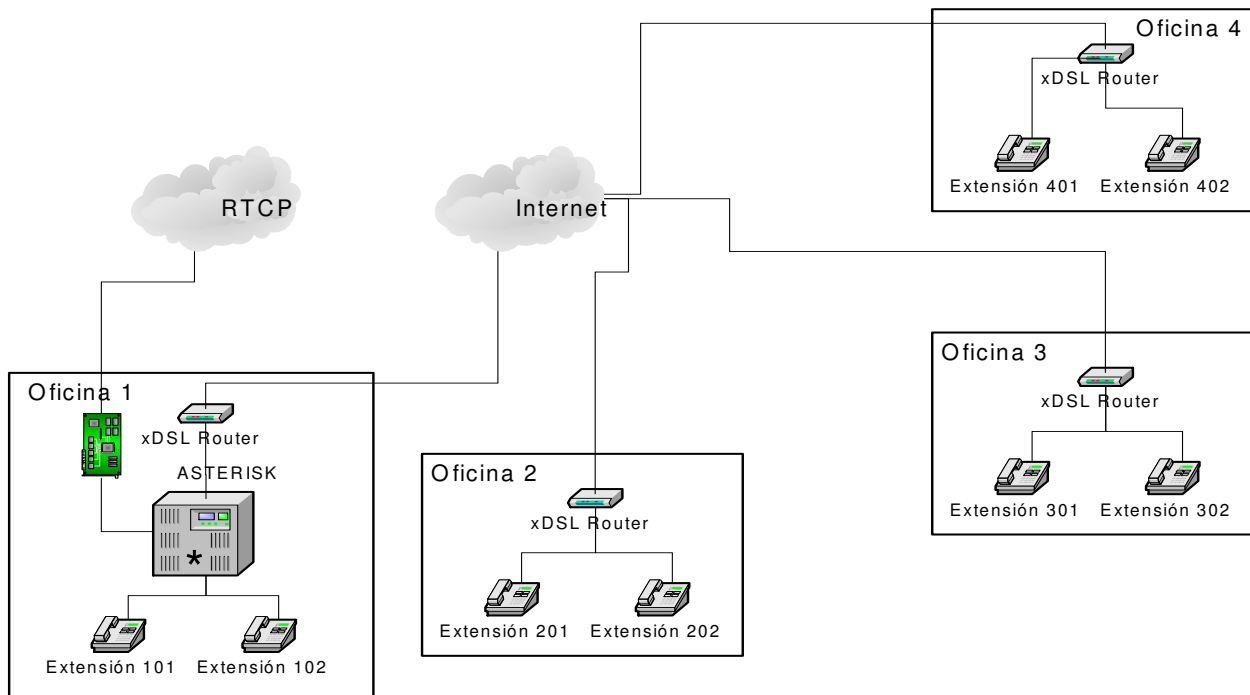 Oficina 4
xDSL Router
Extensión 401
Extensión 402
RTCP
Internet
Oficina 3
xDSL Router
Extensión 301
Extensión 302
Oficina 1
xDSL Router
ASTERISK
*
Extensión 101
Extensión 102
Oficina 2
xDSL Router
Extensión 201
Extensión 202